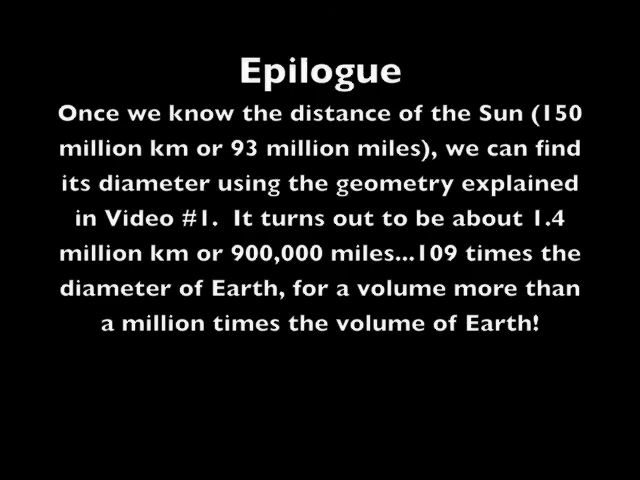 Epilogue
Once we know the distance of the Sun (150
million km or 93 million miles), we can find
its diameter using the geometry explained
in Video #1.  It turns out to be about 1.4
million km or 900,000 miles...109 times the
diameter of Earth, for a volume more than
a million times the volume of Earth!